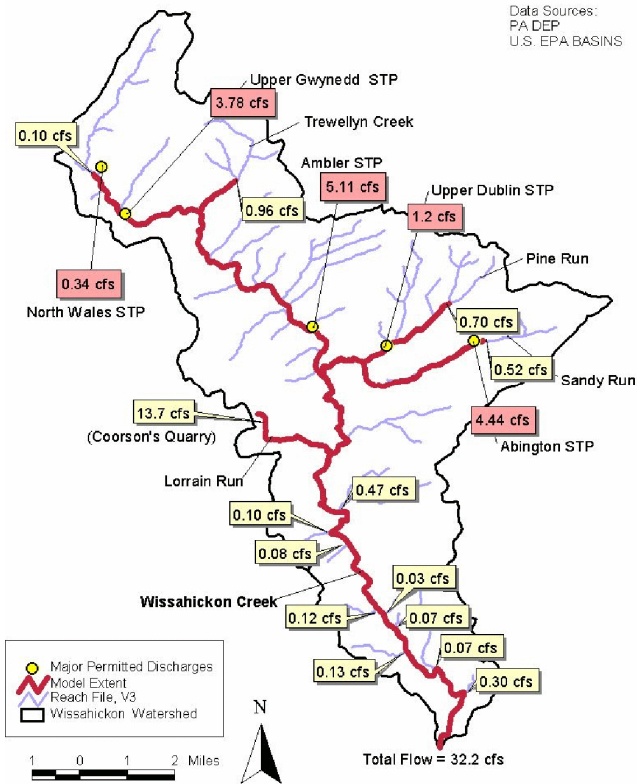 Data Sources:
PA DEP
U.S. EPA BASINS
Upper Gwynedd STP
3.78 cfs
Trewellyn Creek
0.10 cfs
Ambler STP
5.11 cfs
Upper Dublin STP
1.2 cfs
0.96 cfs
Pine Run
0.34 cfs
North Wales STP
0.70 cfs
0.52 cfs
Sandy Run
13.7 cfs
(Coorson's Quarry)
4.44 cfs
Abington STP
Lorrain Run
0.47 cfs
0.10 cfs
0.08 cfs
0.03 cfs
Wissahickon Creek
0.12 cfs
0.07 cfs
0.07 cfs
0.13 cfs
0.30 cfs
Major Permitted Discharges
Model Extent
Reach File, V3
Wissahickon Watershed
N
1 0 1 2 Miles
Total Flow = 32.2 cfs